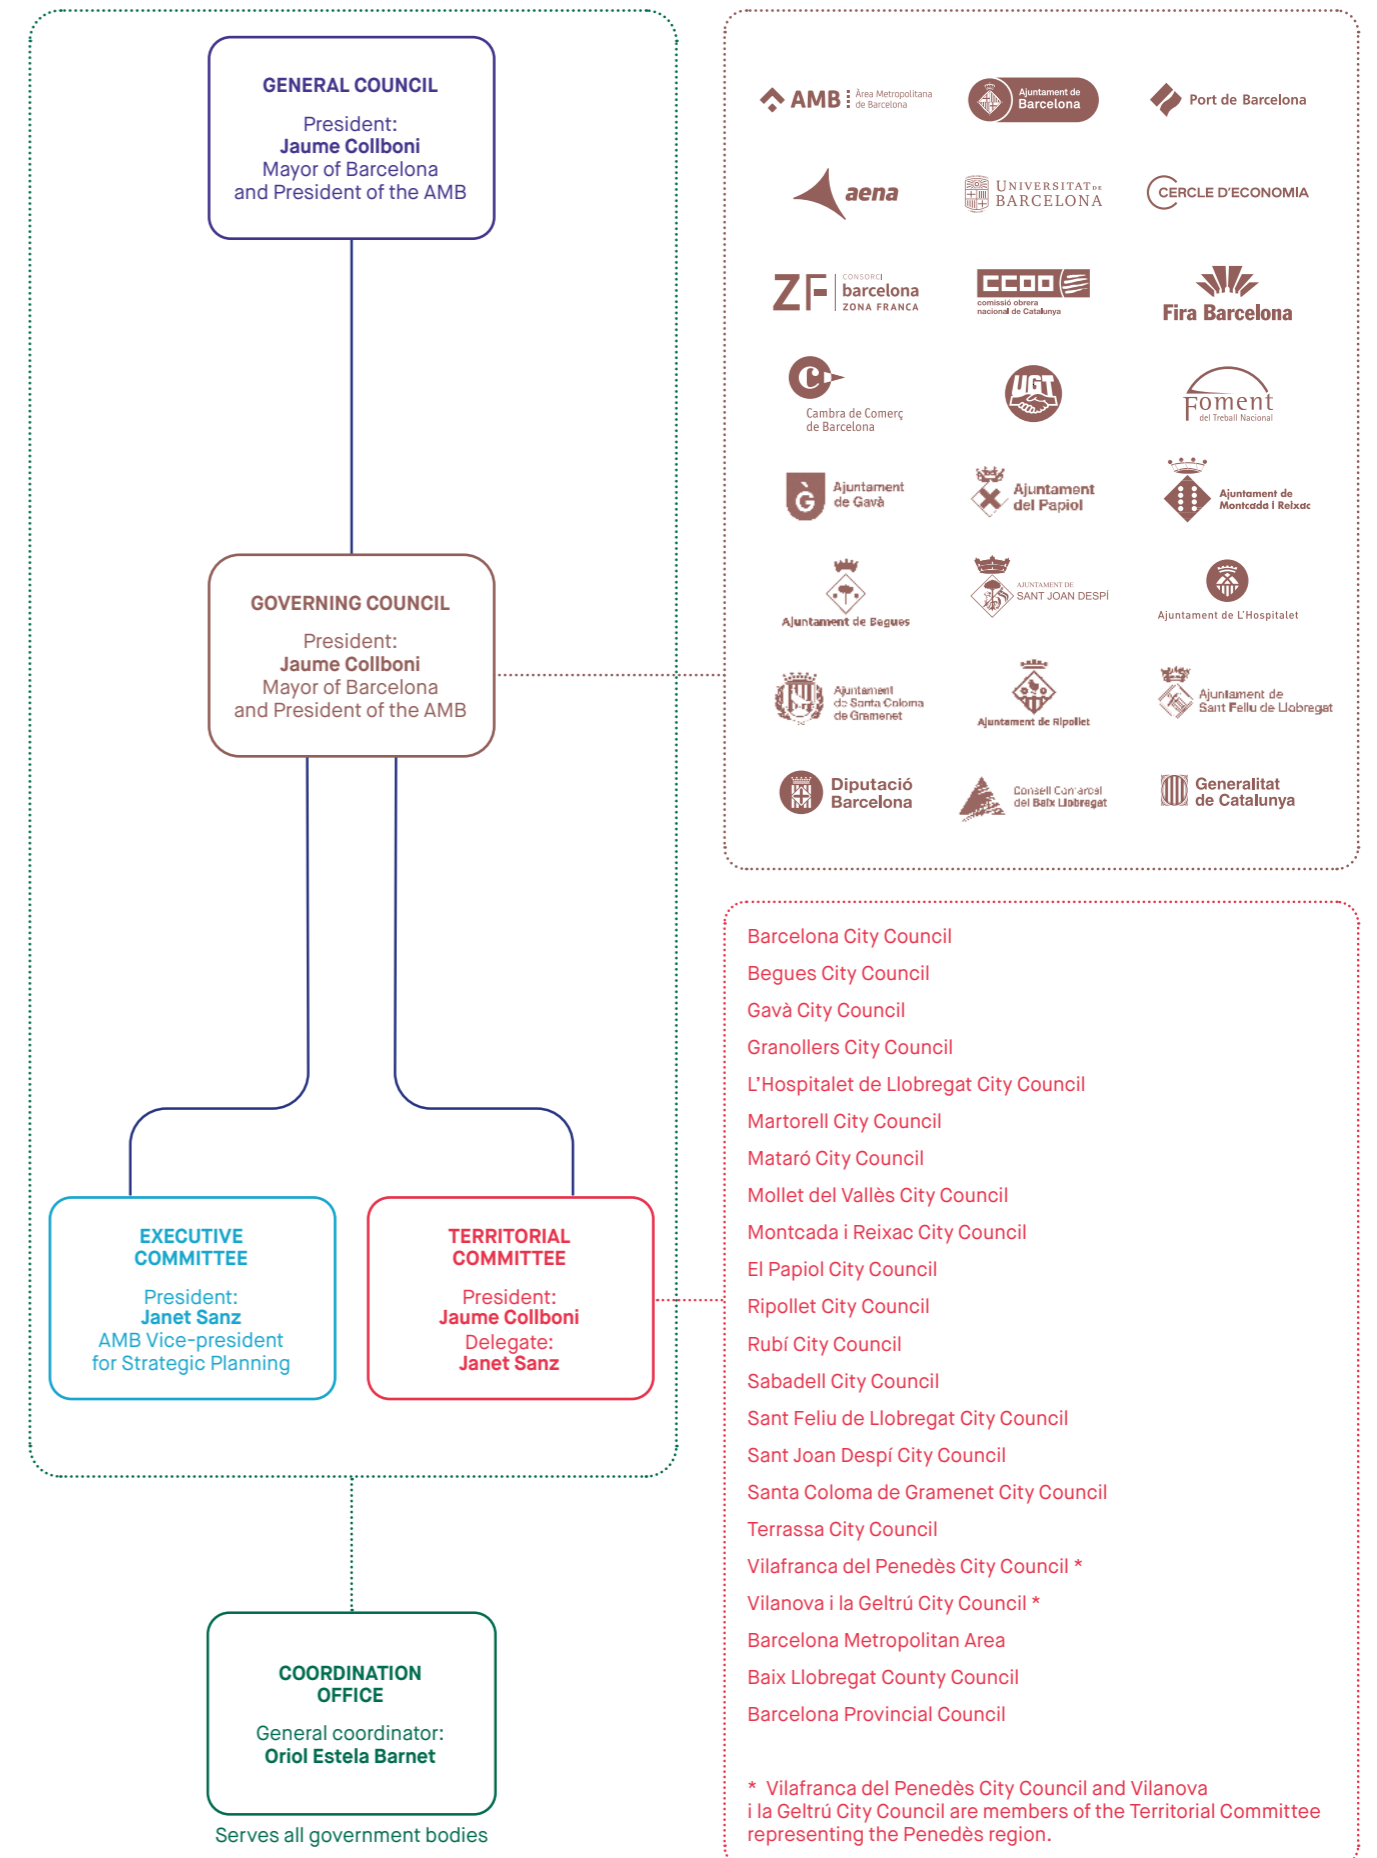 GENERAL COUNCIL
President:
Jaume Collboni
Mayor of Barcelona
and President of the AMB
GOVERNING COUNCIL
President:
Jaume Collboni
Mayor of Barcelona
and President of the AMB
EXECUTIVE
COMMITTEE
President:
Janet Sanz
AMB Vice-president
for Strategic Planning
TERRITORIAL
COMMITTEE
President:
Jaume Collboni
Delegate:
Janet Sanz
COORDINATION
OFFICE
General coordinator:
Oriol Estela Barnet
Serves all government bodies
AMB
Àrea Metropolitana
de Barcelona
Ajuntament de
Barcelona
Port de Barcelona
aena
UNIVERSITAT DE
BARCELONA
CERCLE D'ECONOMIA
ZF
CONSORCI
barcelona
ZONA FRANCA
CCOO
comissió obrera
nacional de Catalunya
Fira Barcelona
C
Cambra de Comerç
de Barcelona
UGT
Foment
del Treball Nacional
G
Ajuntament
de Gavà
Ajuntament
del Papiol
Ajuntament de
Montcada i Reixac
Ajuntament de Begues
AJUNTAMENT DE
SANT JOAN DESPÍ
Ajuntament de L'Hospitalet
Ajuntament
de Santa Coloma
de Gramenet
Ajuntament de Ripollet
Ajuntament de
Sant Feliu de Llobregat
Diputació
Barcelona
Consell Comarcal
del Baix Llobregat
Generalitat
de Catalunya
Barcelona City Council
Begues City Council
Gavà City Council
Granollers City Council
L'Hospitalet de Llobregat City Council
Martorell City Council
Mataró City Council
Mollet del Vallès City Council
Montcada i Reixac City Council
El Papiol City Council
Ripollet City Council
Rubí City Council
Sabadell City Council
Sant Feliu de Llobregat City Council
Sant Joan Despí City Council
Santa Coloma de Gramenet City Council
Terrassa City Council
Vilafranca del Penedès City Council *
Vilanova i la Geltrú City Council *
Barcelona Metropolitan Area
Baix Llobregat County Council
Barcelona Provincial Council
* Vilafranca del Penedès City Council and Vilanova
i la Geltrú City Council are members of the Territorial Committee
representing the Penedès region.